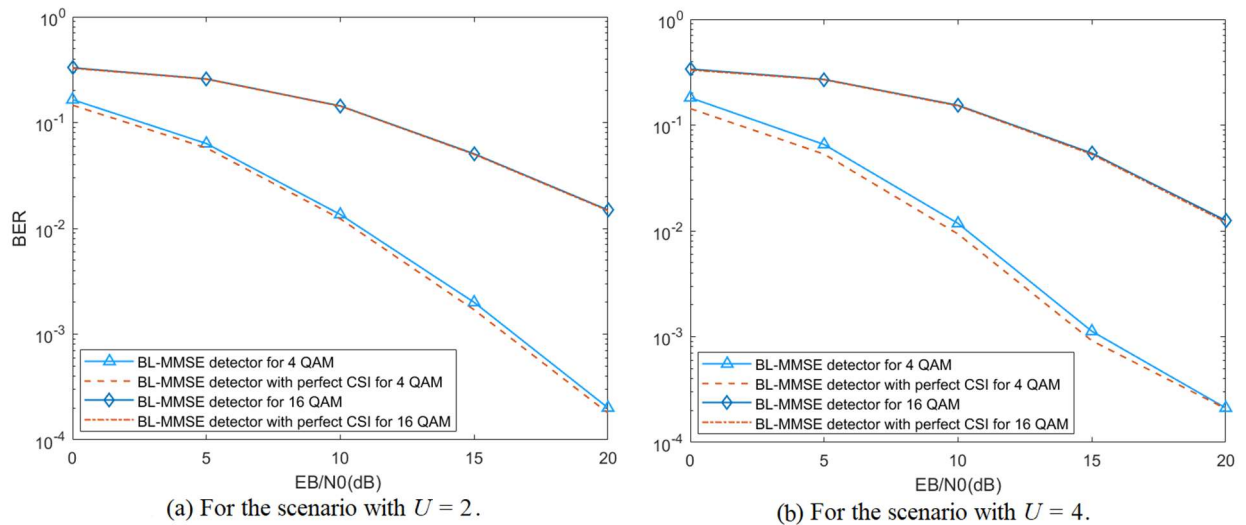 10^0
10^-1
10^-2
10^-3
10^-4
BER
BL-MMSE detector for 4 QAM
BL-MMSE detector with perfect CSI for 4 QAM
BL-MMSE detector for 16 QAM
BL-MMSE detector with perfect CSI for 16 QAM
0 5 10 15 20
EB/N0(dB)
(a) For the scenario with U = 2.
10^0
10^-1
10^-2
10^-3
10^-4
BL-MMSE detector for 4 QAM
BL-MMSE detector with perfect CSI for 4 QAM
BL-MMSE detector for 16 QAM
BL-MMSE detector with perfect CSI for 16 QAM
0 5 10 15 20
EB/N0(dB)
(b) For the scenario with U = 4.